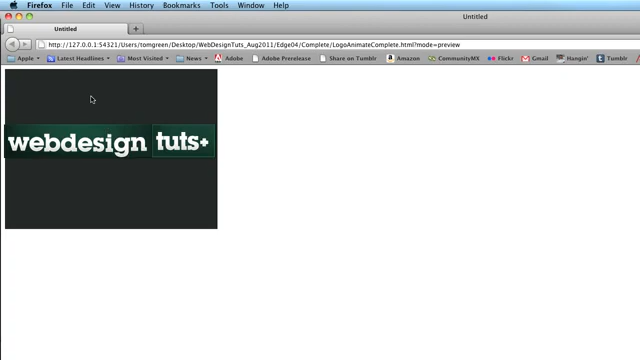 Firefox File Edit View History Bookmarks Tools Window Help
Untitled
Untitled
http://127.0.0.1:54321/Users/tomgreen/Desktop/WebDesignTuts_Aug2011/Edge04/Complete/LogoAnimateComplete.html?mode=preview
Apple Latest Headlines Most Visited News Adobe Adobe Prerelease Share on Tumblr Amazon CommunityMX Flickr Gmail Hangin' Tumblr
webdesign tuts+